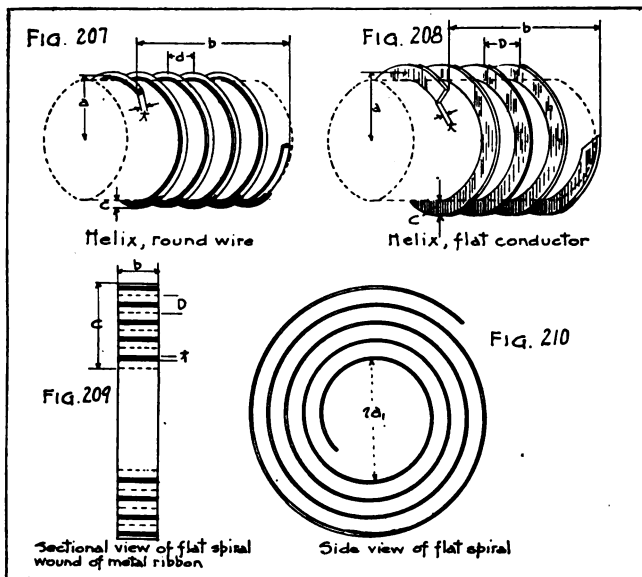 FIG. 207
b
d
a
t
c
Helix, round wire
FIG. 208
b
D
a
t
C
Helix, flat conductor
b
C
D
t
FIG. 209
Sectional view of flat spiral
wound of metal ribbon
FIG. 210
2a₁
Side view of flat spiral